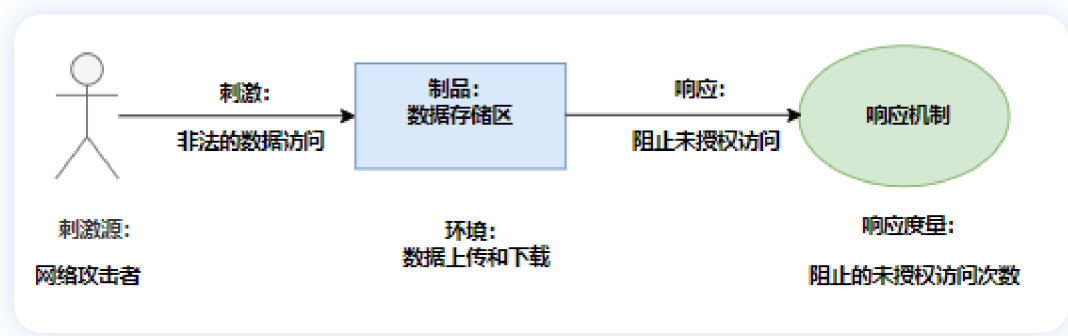 刺激：
非法的数据访问
制品：
数据存储区
响应：
阻止未授权访问
响应机制
刺激源：
网络攻击者
环境：
数据上传和下载
响应度量：
阻止的未授权访问次数